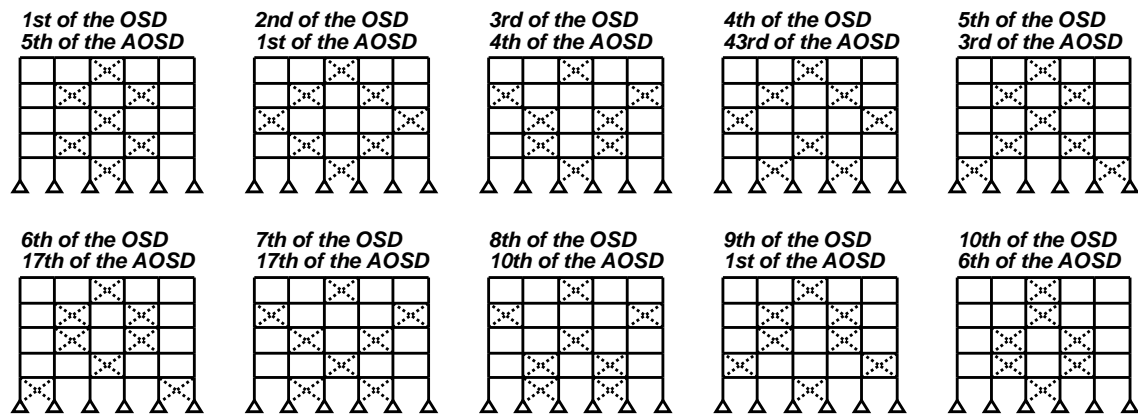 1st of the OSD
5th of the AOSD
2nd of the OSD
1st of the AOSD
3rd of the OSD
4th of the AOSD
4th of the OSD
43rd of the AOSD
5th of the OSD
3rd of the AOSD
6th of the OSD
17th of the AOSD
7th of the OSD
17th of the AOSD
8th of the OSD
10th of the AOSD
9th of the OSD
1st of the AOSD
10th of the OSD
6th of the AOSD